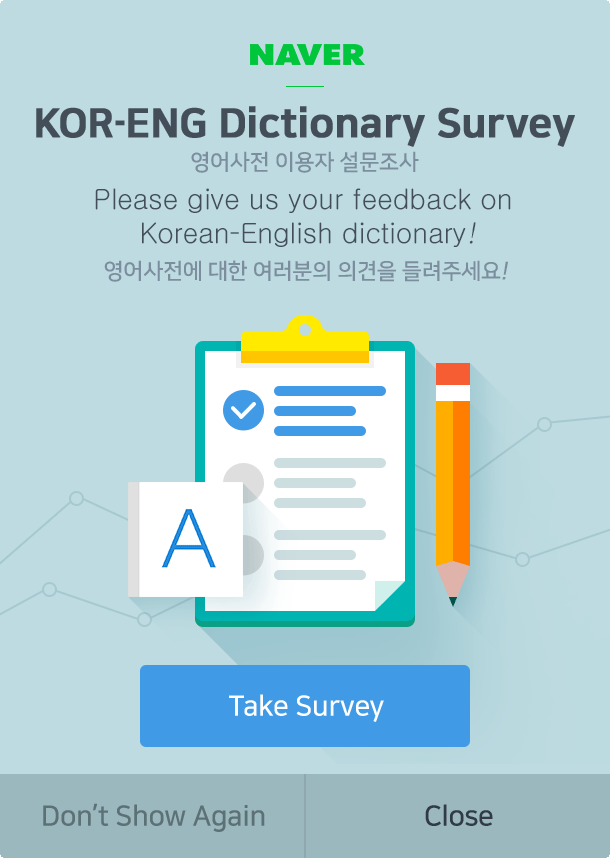 NAVER
KOR-ENG Dictionary Survey
영어사전 이용자 설문조사
Please give us your feedback on
Korean-English dictionary!
영어사전에 대한 여러분의 의견을 들려주세요!
A
Take Survey
Don't Show Again
Close